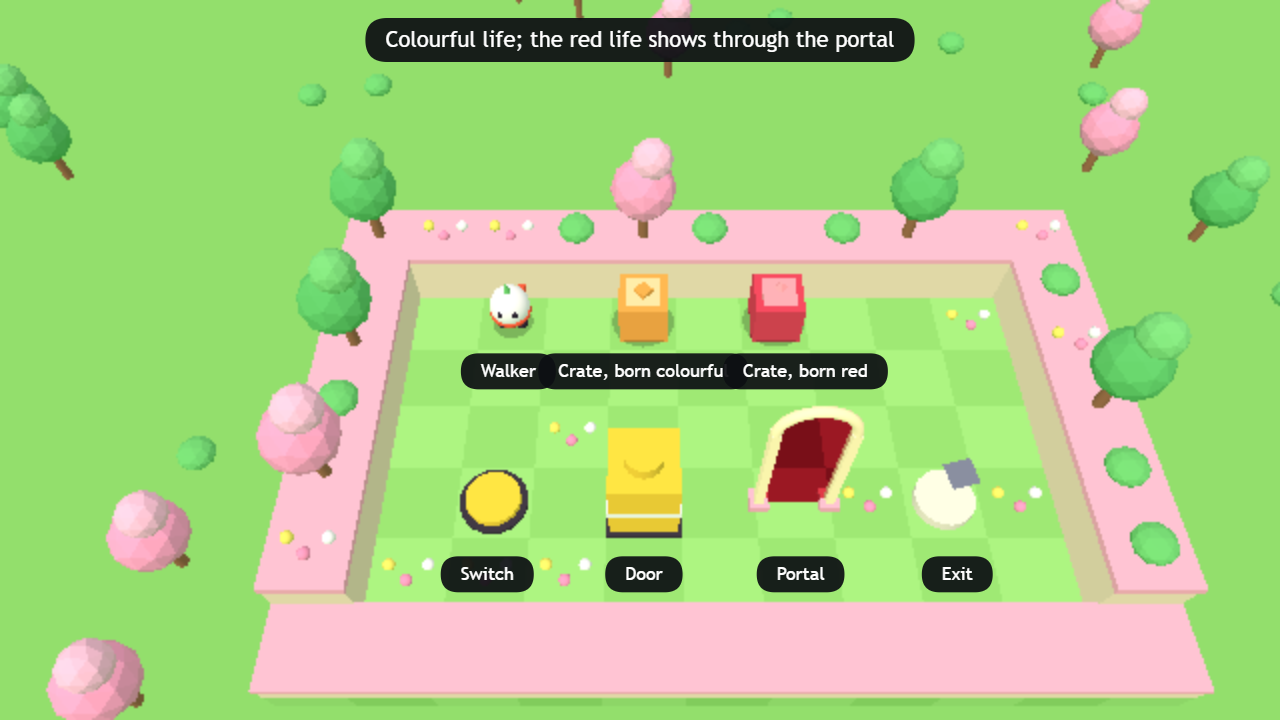 Colourful life; the red life shows through the portal
Walker
Crate, born colourfu
Crate, born red
Switch
Door
Portal
Exit